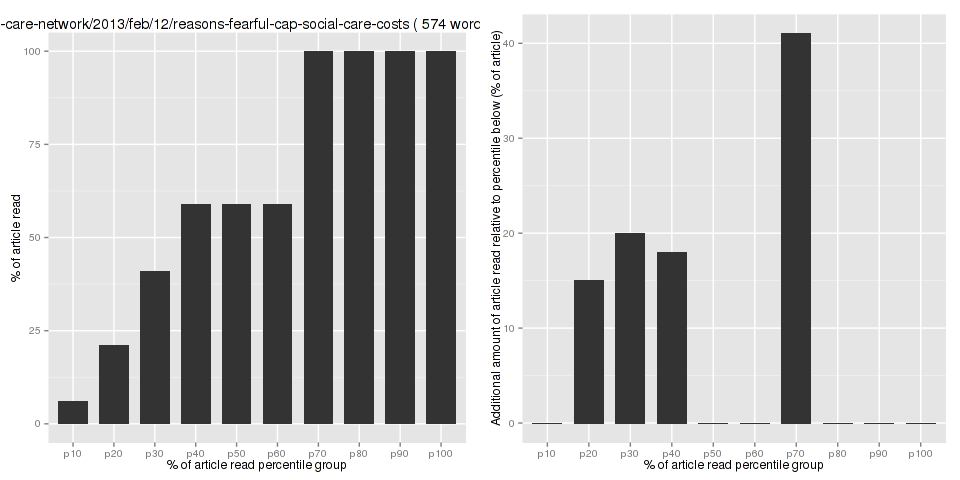 -care-network/2013/feb/12/reasons-fearful-cap-social-care-costs ( 574 word
100
75
50
25
0
% of article read
p10 p20 p30 p40 p50 p60 p70 p80 p90 p100
% of article read percentile group
40
30
20
10
0
Additional amount of article read relative to percentile below (% of article)
p10 p20 p30 p40 p50 p60 p70 p80 p90 p100
% of article read percentile group